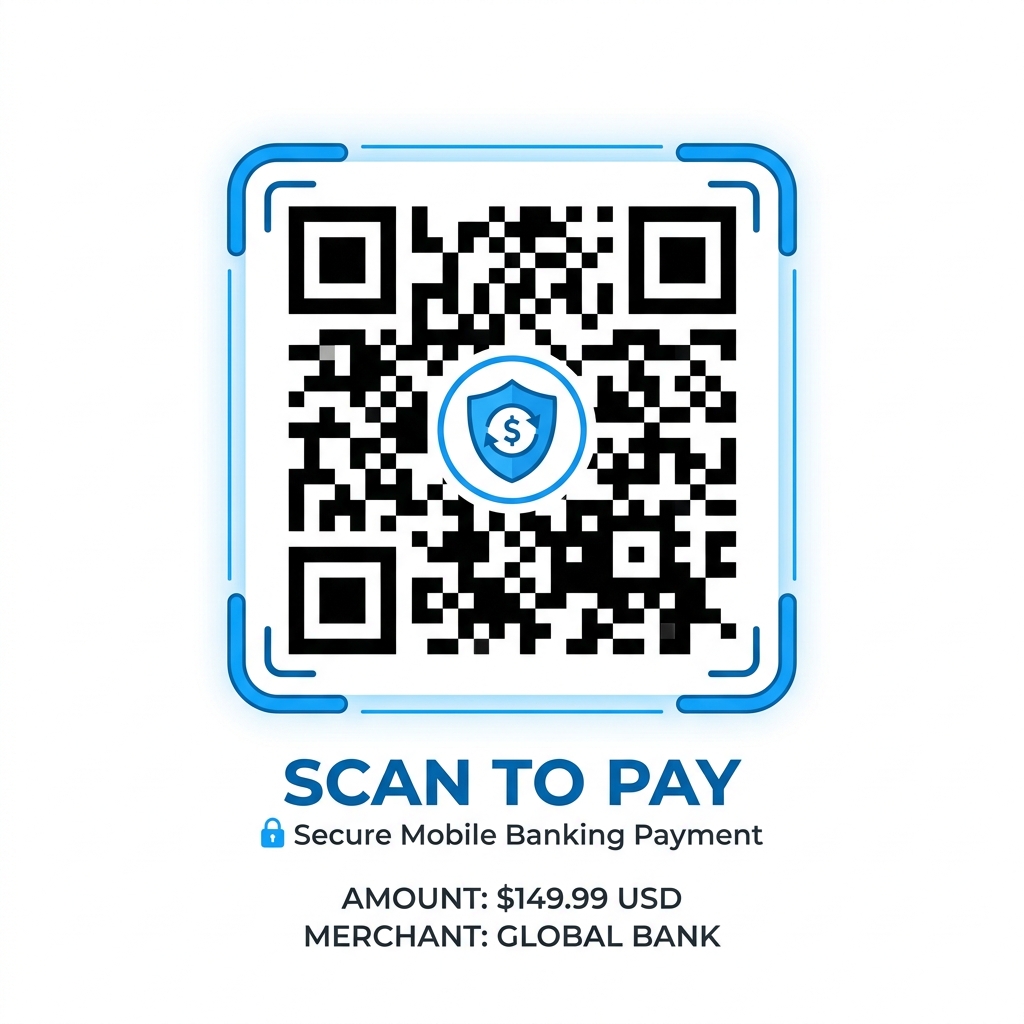 $
SCAN TO PAY
Secure Mobile Banking Payment
AMOUNT: $149.99 USD
MERCHANT: GLOBAL BANK